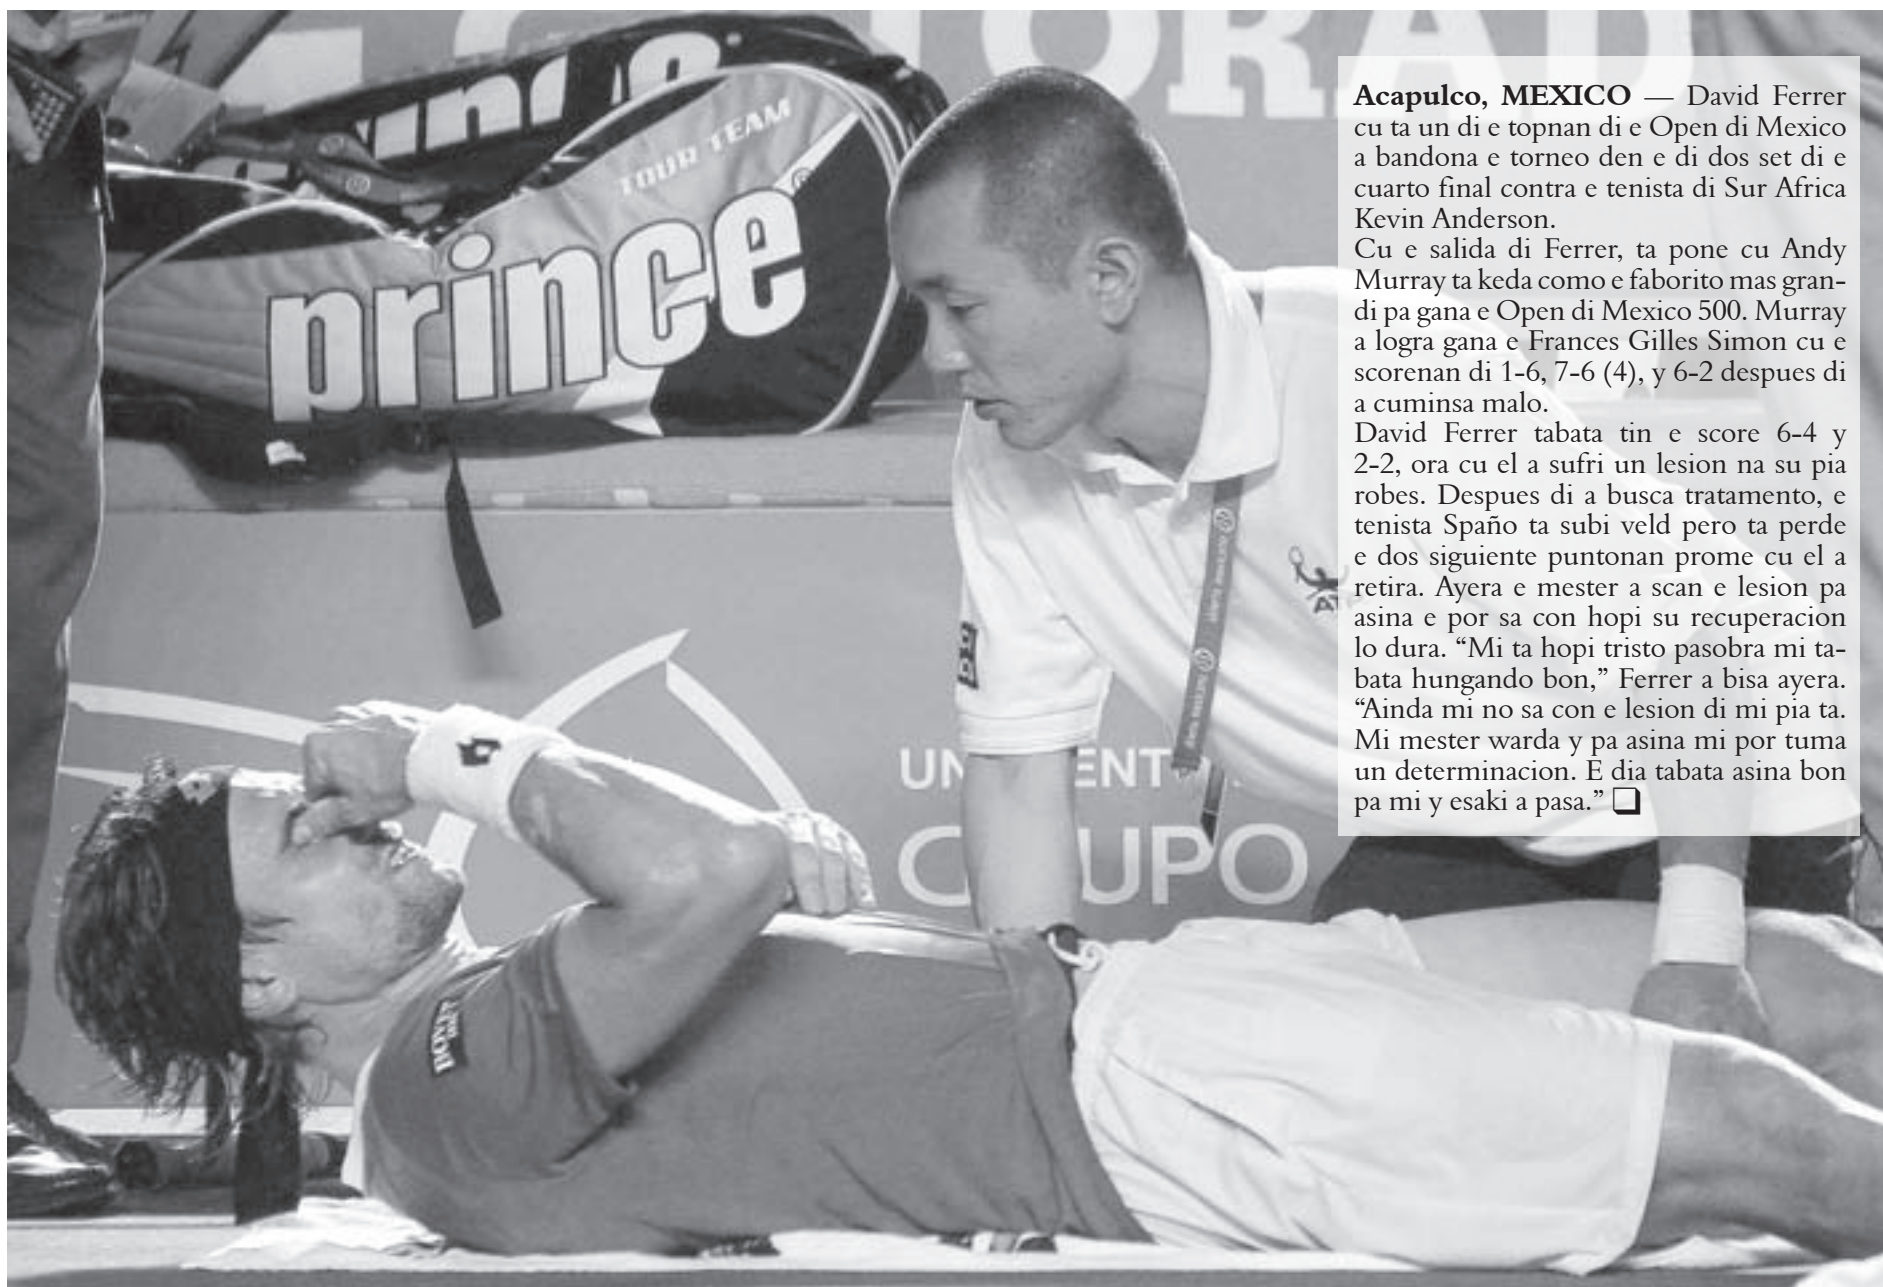 ORAD
TOUR TEAM
prince
Acapulco, MEXICO — David Ferrer
cu ta un di e topnan di e Open di Mexico
a bandona e torneo den e di dos set di e
cuarto final contra e tenista di Sur Africa
Kevin Anderson.
Cu e salida di Ferrer, ta pone cu Andy
Murray ta keda como e faborito mas gran-
di pa gana e Open di Mexico 500. Murray
a logra gana e Frances Gilles Simon cu e
scorenan di 1-6, 7-6 (4), y 6-2 despues di
a cuminsa malo.
David Ferrer tabata tin e score 6-4 y
2-2, ora cu el a sufri un lesion na su pia
robes. Despues di a busca tratamento, e
tenista Spaño ta subi veld pero ta perde
e dos siguiente puntonan prome cu el a
retira. Ayera e mester a scan e lesion pa
asina e por sa con hopi su recuperacion
lo dura. “Mi ta hopi tristo pasobra mi ta-
bata hungando bon,” Ferrer a bisa ayera.
“Ainda mi no sa con e lesion di mi pia ta.
Mi mester warda y pa asina mi por tuma
un determinacion. E dia tabata asina bon
pa mi y esaki a pasa.” ❑
UN ENT
G UPO